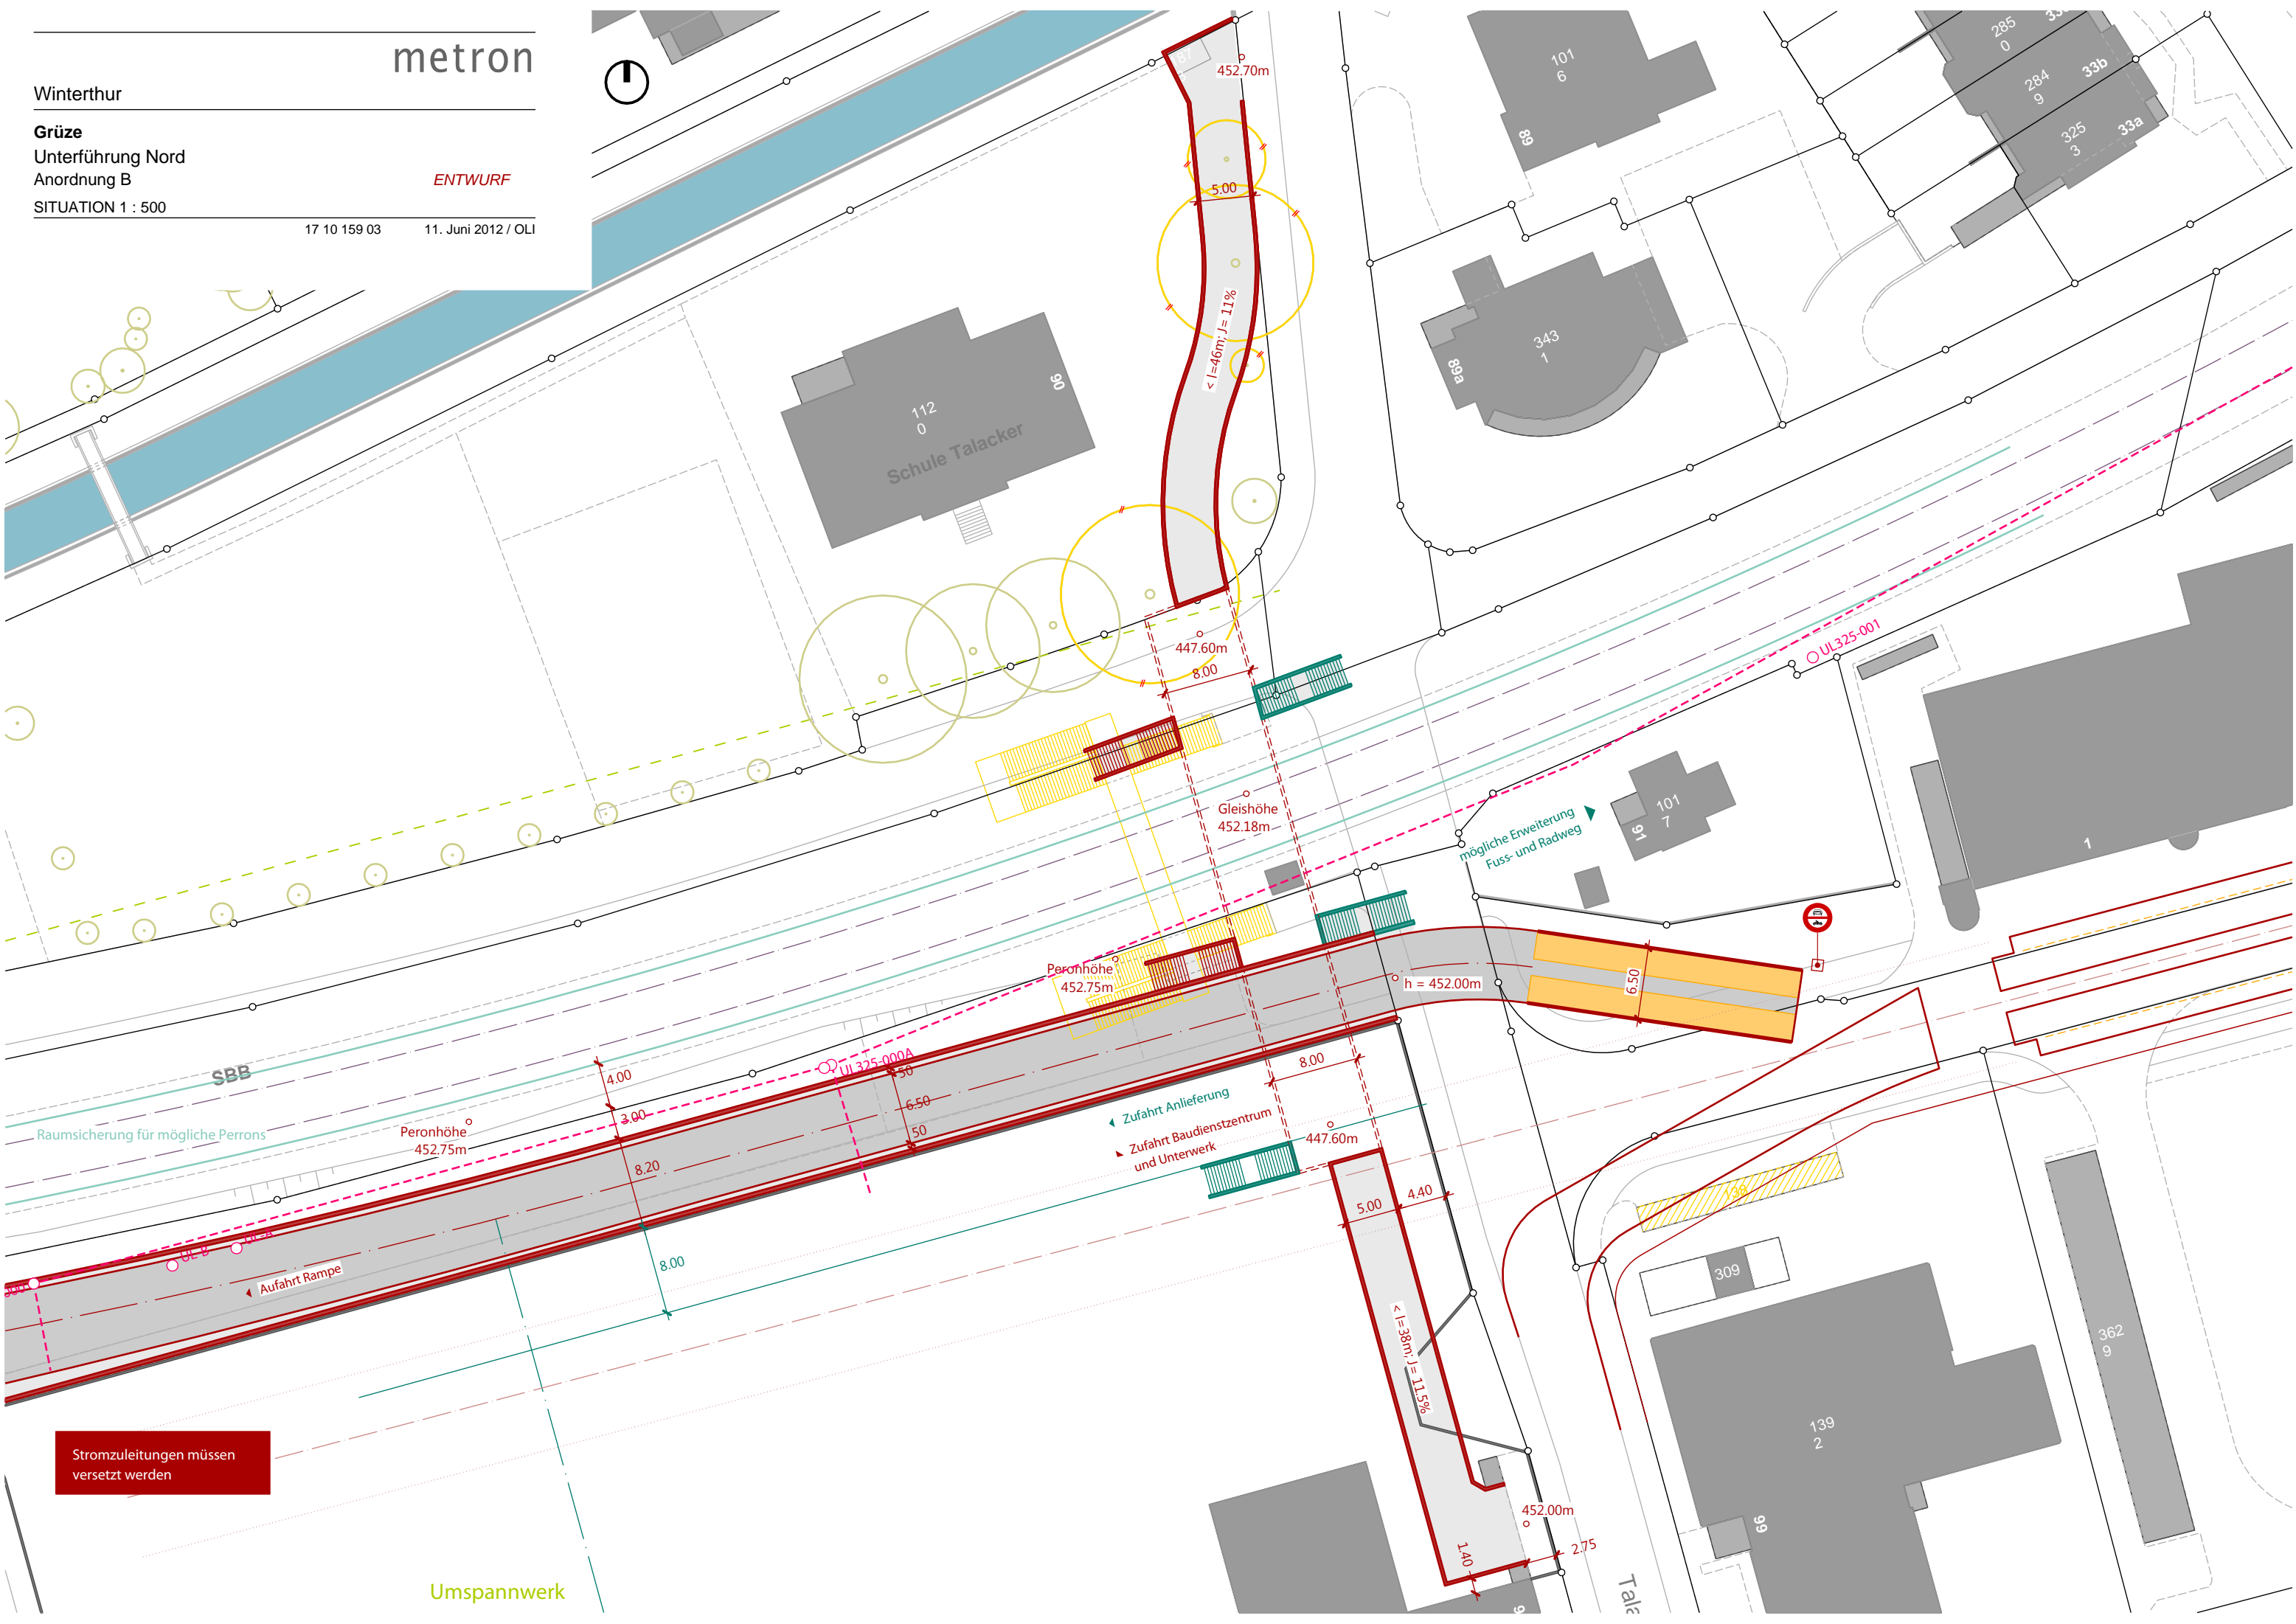 metron
Winterthur
Grüze
Unterführung Nord
Anordnung B
ENTWURF
SITUATION 1 : 500
17 10 159 03
11. Juni 2012 / OLI
452.70m
5.00
< l=46m; J= 11%
101
6
89
285
0
284
9
33b
325
3
33a
343
1
89a
112
0
90
Schule Talacker
447.60m
8.00
UL325-001
Gleishöhe
452.18m
mögliche Erweiterung
Fuss- und Radweg
101
7
91
1
Peronhöhe
452.75m
h = 452.00m
6.50
SBB
4.00
3.00
UL325-000A
50
6.50
50
8.20
8.00
8.00
Zufahrt Anlieferung
Zufahrt Baudienstzentrum
und Unterwerk
447.60m
Raumsicherung für mögliche Perrons
Peronhöhe
452.75m
UL-B
UL-A
Aufahrt Rampe
5.00
4.40
< l=38m; J= 11.5%
138
309
362
9
139
2
99
Stromzuleitungen müssen
versetzt werden
452.00m
1.40
2.75
Umspannwerk